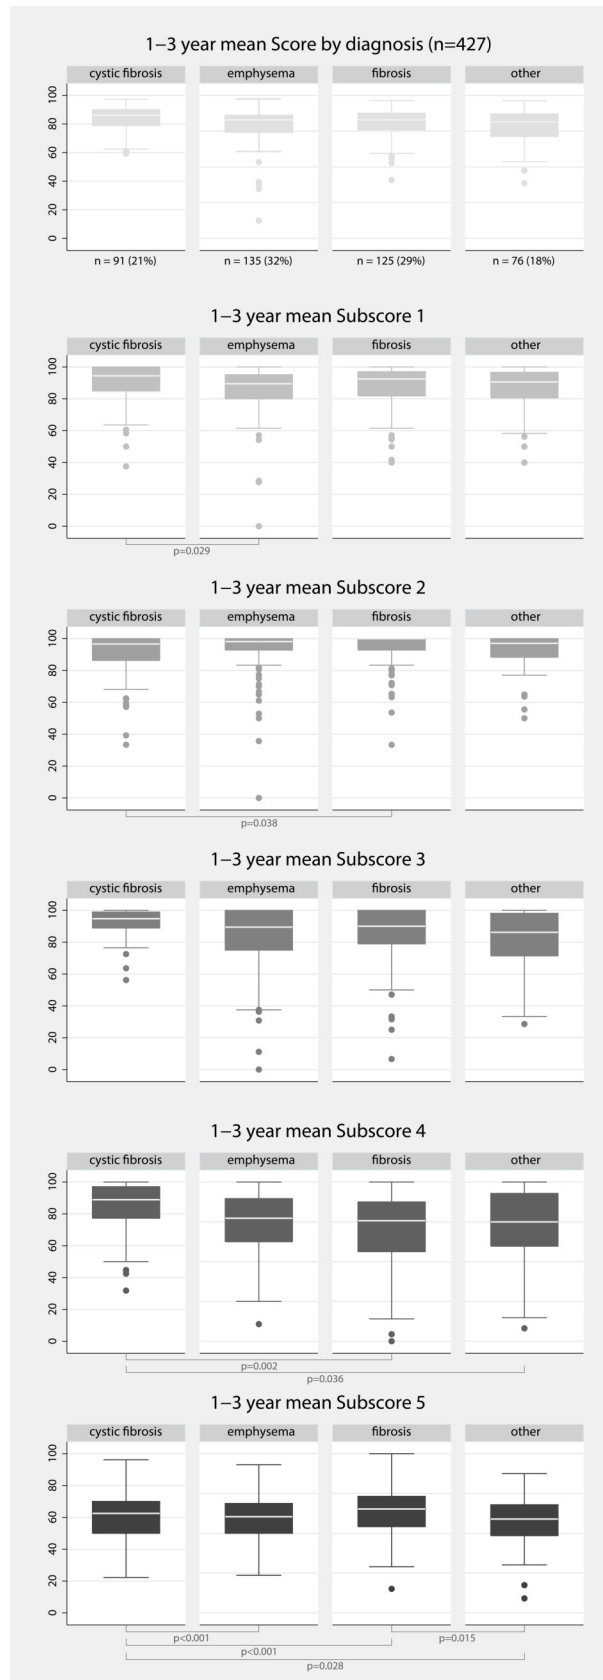 1–3 year mean Score by diagnosis (n=427)
cystic fibrosis emphysema fibrosis other
100
80
60
40
20
0
n = 91 (21%) n = 135 (32%) n = 125 (29%) n = 76 (18%)
1–3 year mean Subscore 1
cystic fibrosis emphysema fibrosis other
100
80
60
40
20
0
p=0.029
1–3 year mean Subscore 2
cystic fibrosis emphysema fibrosis other
100
80
60
40
20
0
p=0.038
1–3 year mean Subscore 3
cystic fibrosis emphysema fibrosis other
100
80
60
40
20
0
1–3 year mean Subscore 4
cystic fibrosis emphysema fibrosis other
100
80
60
40
20
0
p=0.002
p=0.036
1–3 year mean Subscore 5
cystic fibrosis emphysema fibrosis other
100
80
60
40
20
0
p<0.001 p=0.015
p<0.001
p=0.028